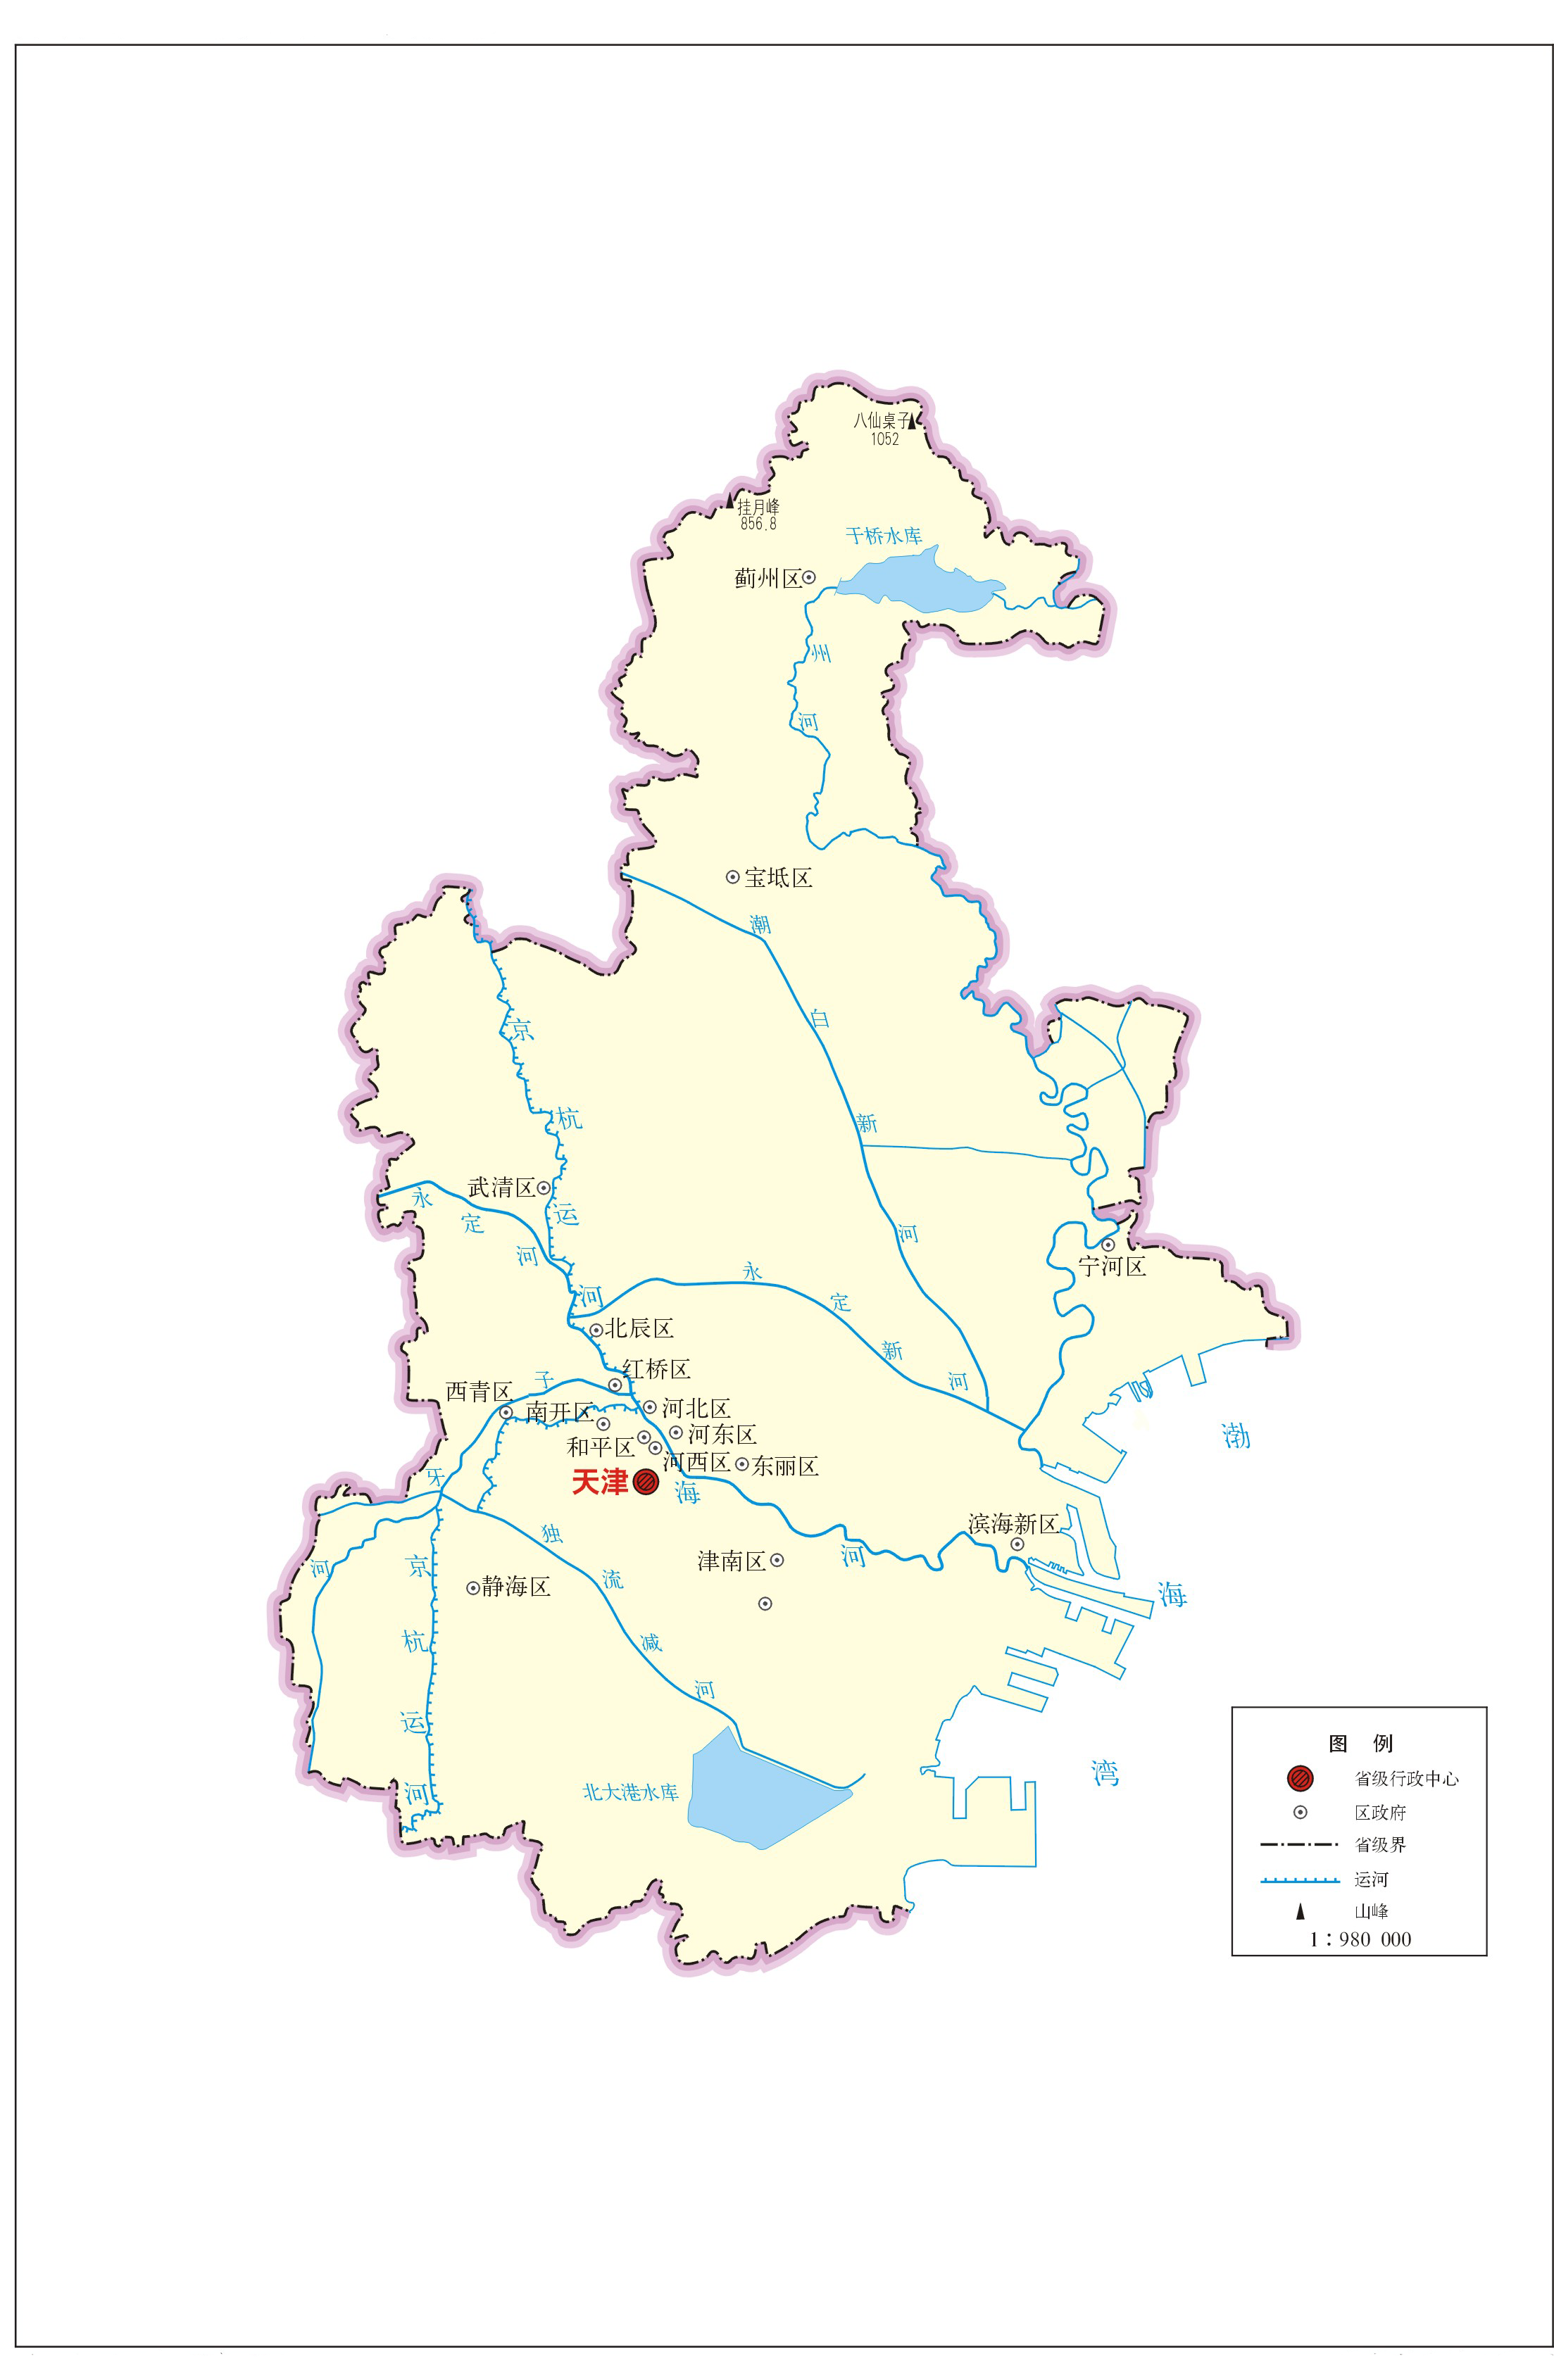 八仙桌子
1052
挂月峰
856.8
于桥水库
蓟州区
州
河
宝坻区
潮
白
新
河
京
杭
运
河
武清区
永
定
河
宁河区
永
定
新
河
北辰区
红桥区
子
西青区
南开区
河北区
河东区
和平区
河西区
东丽区
渤
牙
天津
海
河
独
流
减
河
滨海新区
津南区
河
京
杭
运
河
静海区
海
湾
北大港水库
图 例
省级行政中心
区政府
省级界
运河
山峰
1：980 000